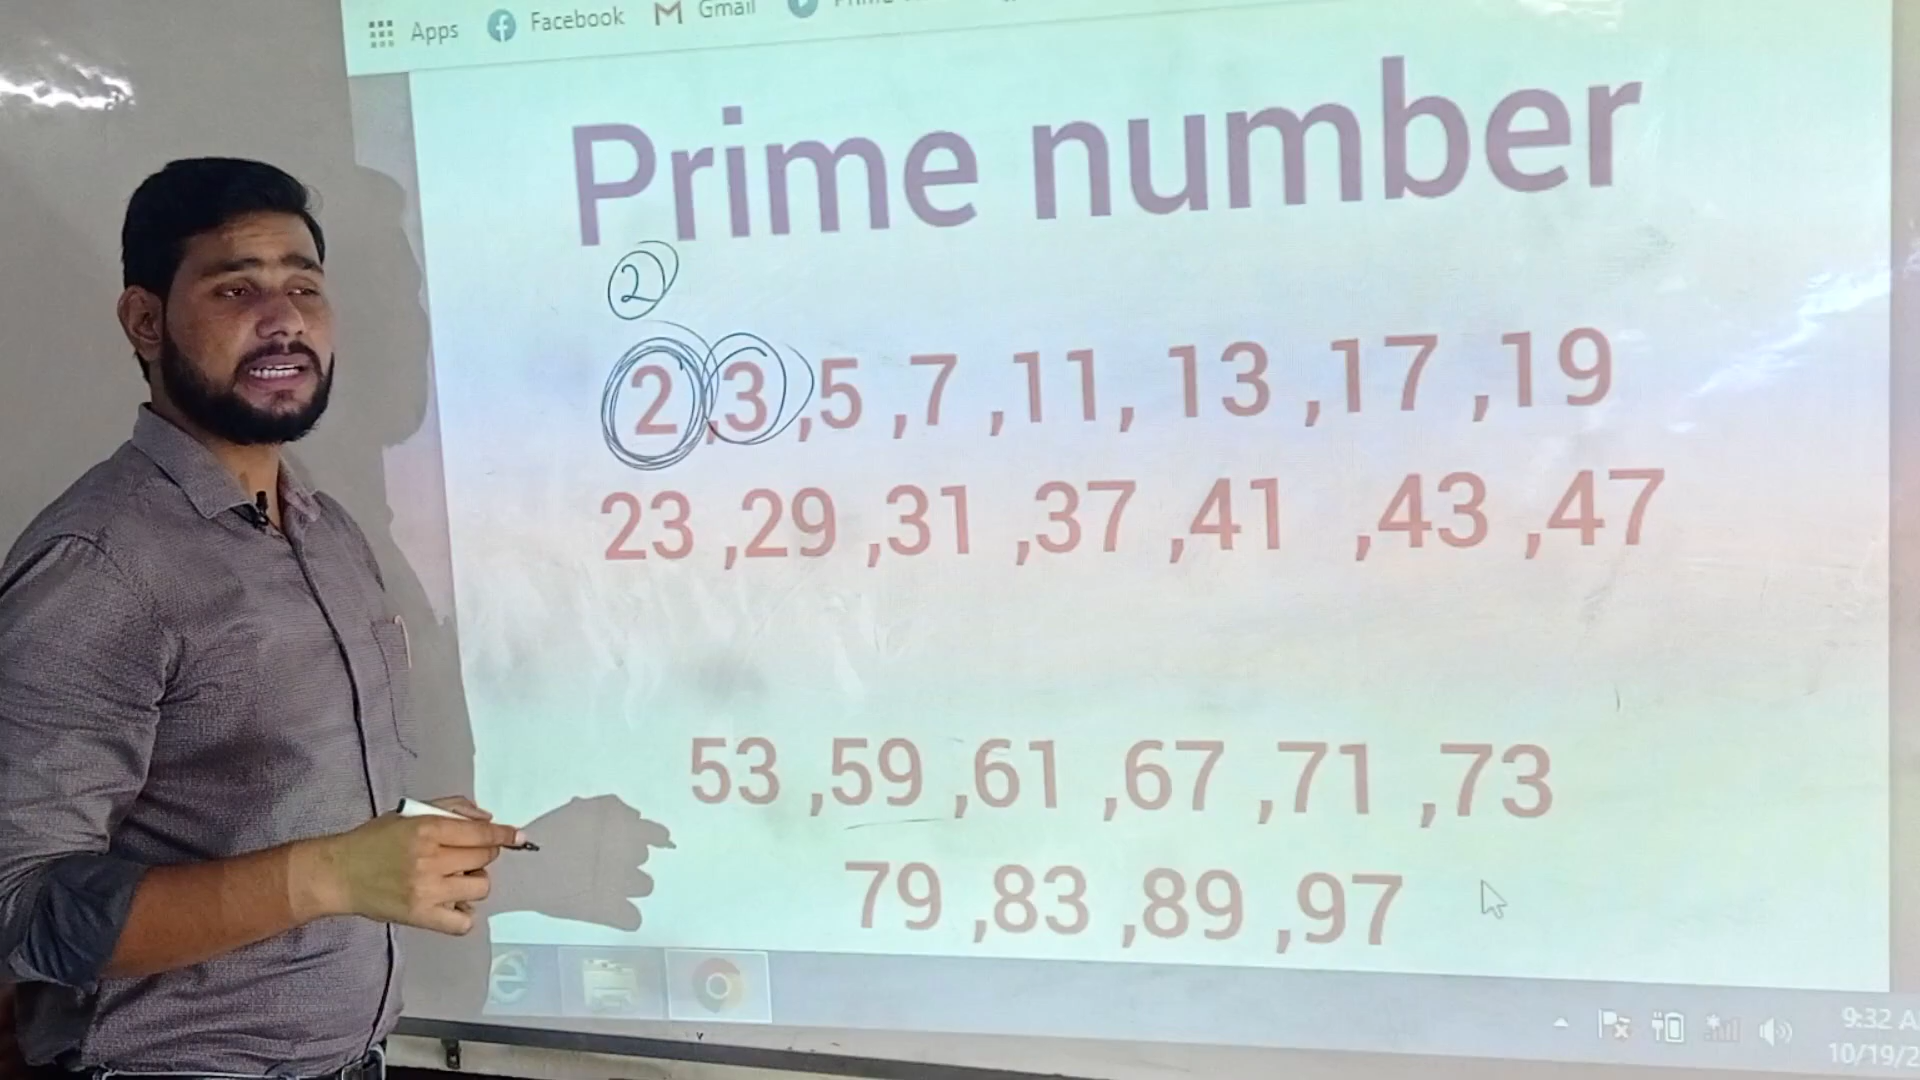 Apps Facebook Gmail
Prime number
2
2 ,3 ,5 ,7 ,11, 13 ,17 ,19
23 ,29 ,31 ,37 ,41 ,43 ,47
53 ,59 ,61 ,67 ,71 ,73
79 ,83 ,89 ,97
9:32 A
10/19/2